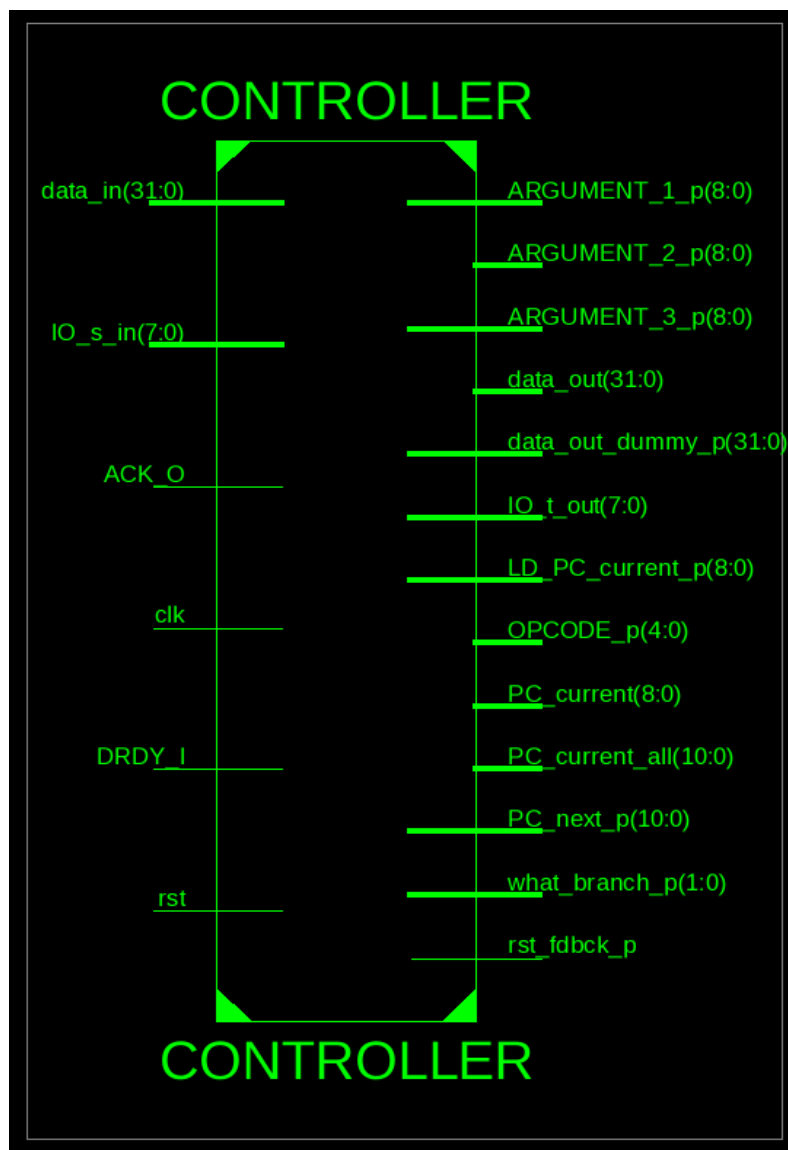 CONTROLLER
data_in(31:0)
IO_s_in(7:0)
ACK_O
clk
DRDY_I
rst
ARGUMENT_1_p(8:0)
ARGUMENT_2_p(8:0)
ARGUMENT_3_p(8:0)
data_out(31:0)
data_out_dummy_p(31:0)
IO_t_out(7:0)
LD_PC_current_p(8:0)
OPCODE_p(4:0)
PC_current(8:0)
PC_current_all(10:0)
PC_next_p(10:0)
what_branch_p(1:0)
rst_fdbck_p
CONTROLLER